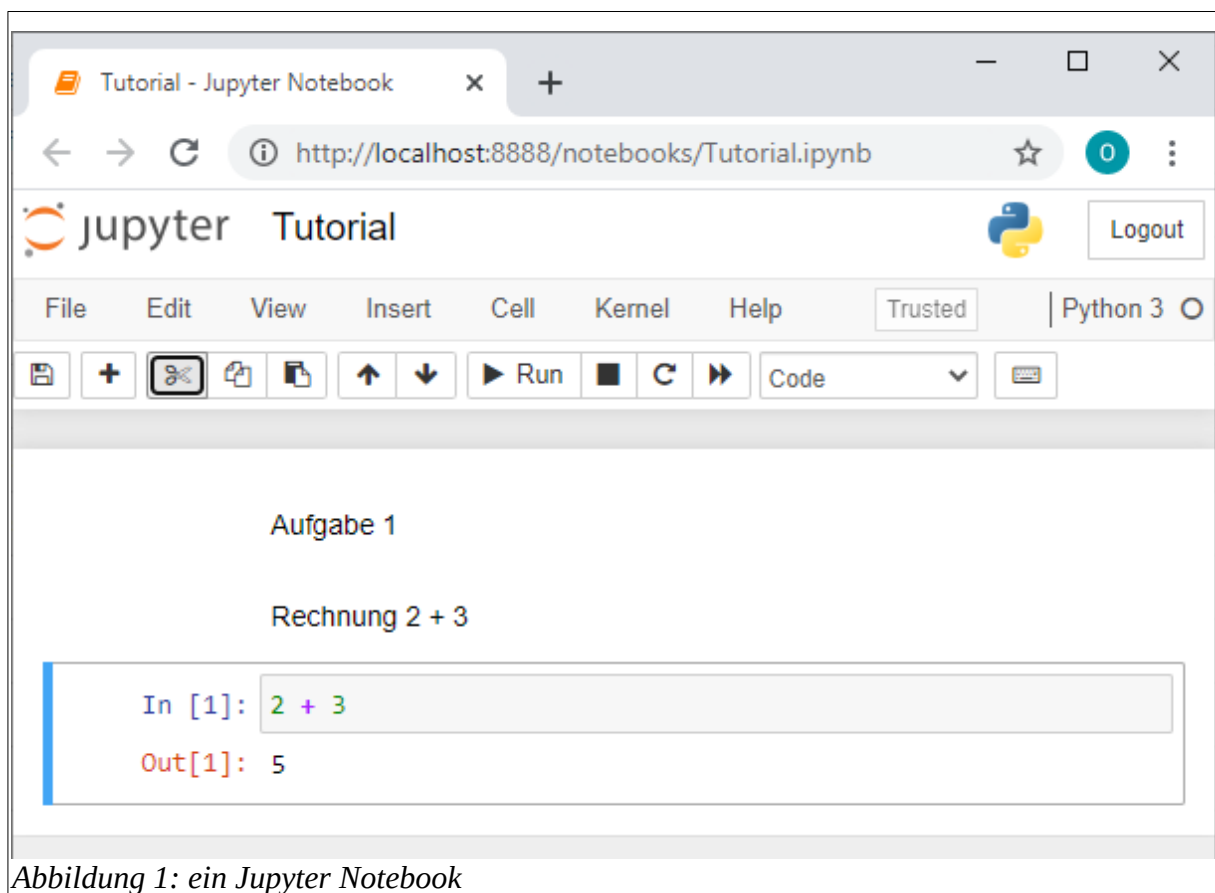 Tutorial - Jupyter Notebook
http://localhost:8888/notebooks/Tutorial.ipynb
O
jupyter Tutorial
Logout
File Edit View Insert Cell Kernel Help Trusted Python 3
Run Code
Aufgabe 1
Rechnung 2 + 3
In [1]: 2 + 3
Out[1]: 5
Abbildung 1: ein Jupyter Notebook